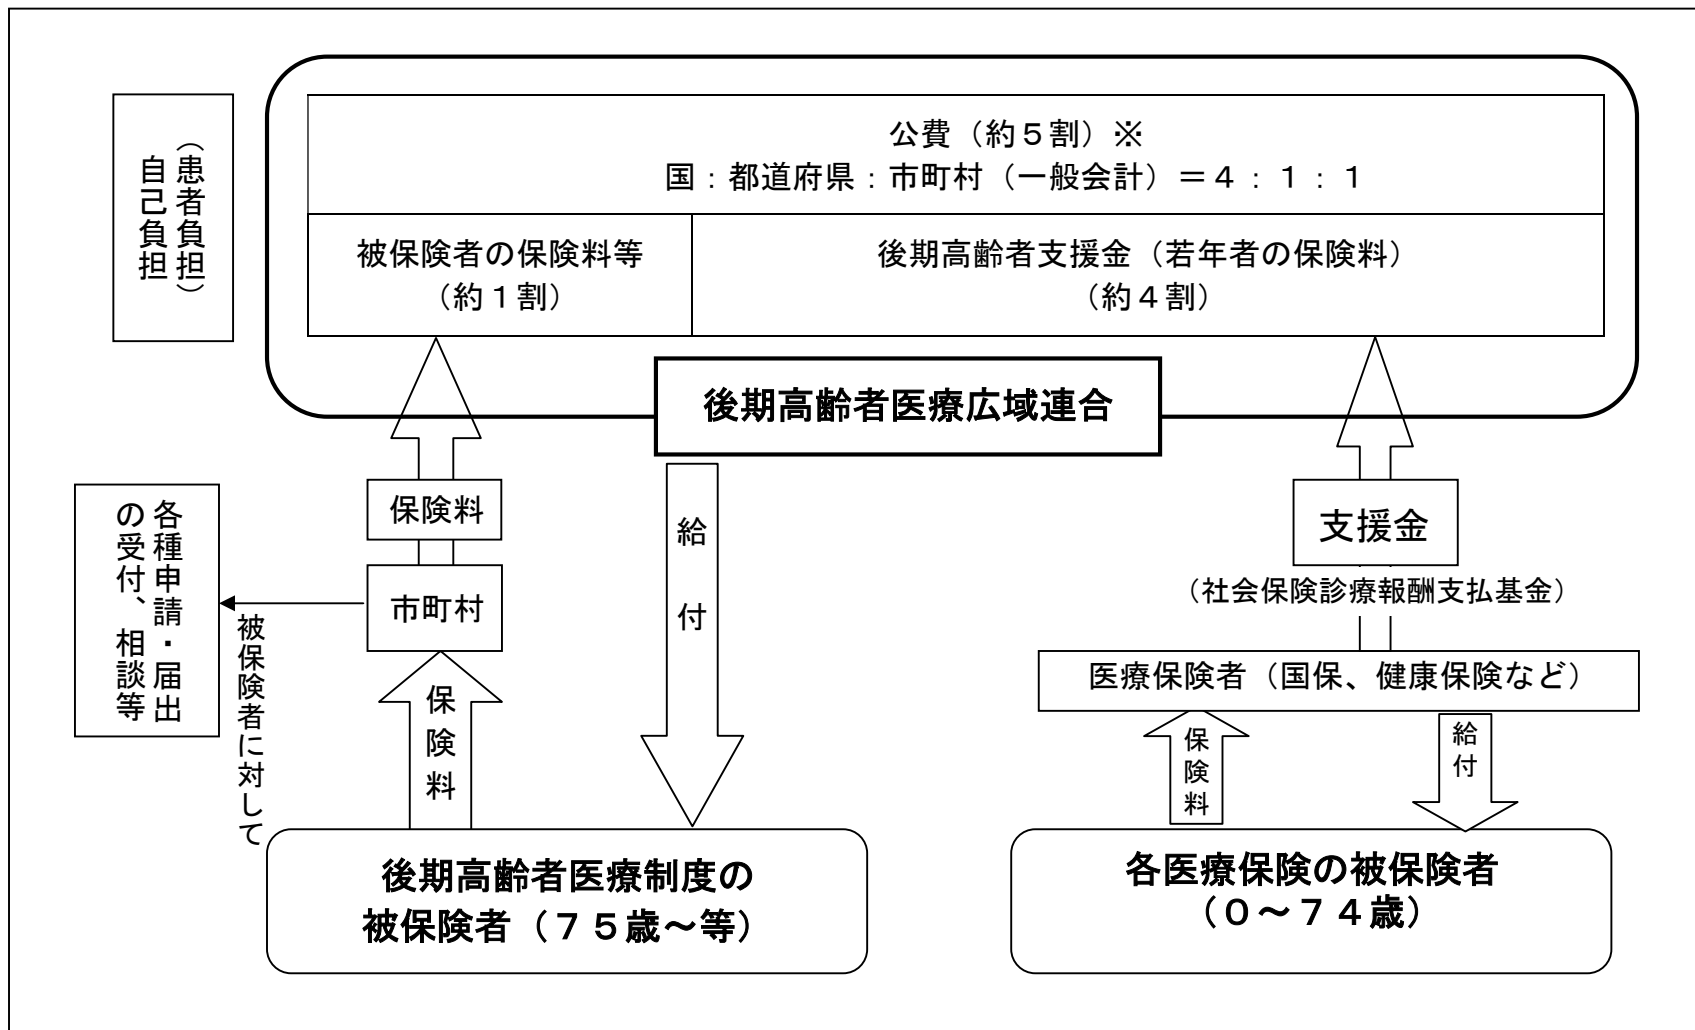 公費（約５割）※
国：都道府県：市町村（一般会計）＝４：１：１
（患者負担）
自己負担
被保険者の保険料等
（約１割）
後期高齢者支援金（若年者の保険料）
（約４割）
後期高齢者医療広域連合
保険料
市町村
保険料
各種申請・届出
の受付、相談等
被保険者に対して
給付
支援金
（社会保険診療報酬支払基金）
医療保険者（国保、健康保険など）
保険料
給付
後期高齢者医療制度の
被保険者（７５歳～等）
各医療保険の被保険者
（０～７４歳）